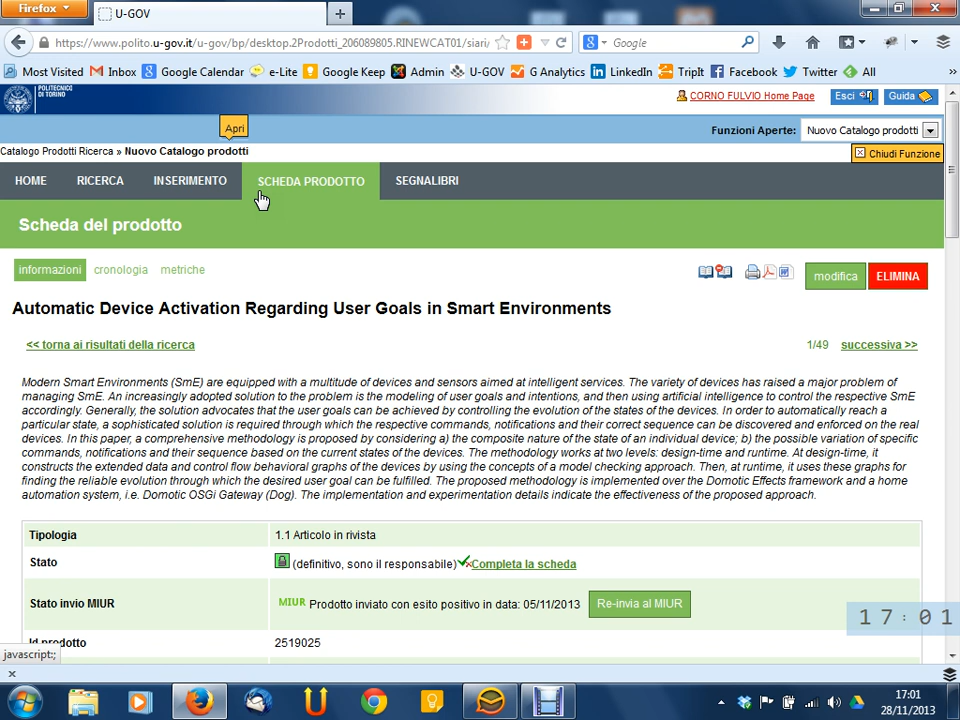 Firefox
U-GOV
https://www.polito.u-gov.it/u-gov/bp/desktop.2Prodotti_206089805.RINEWCAT01/siari/
Google
Most Visited Inbox Google Calendar e-Lite Google Keep Admin U-GOV G Analytics LinkedIn TripIt Facebook Twitter All »
POLITECNICO
DI TORINO
CORNO FULVIO Home Page Esci Guida
Apri
Funzioni Aperte: Nuovo Catalogo prodotti
Catalogo Prodotti Ricerca » Nuovo Catalogo prodotti
Chiudi Funzione
HOME RICERCA INSERIMENTO SCHEDA PRODOTTO SEGNALIBRI
Scheda del prodotto
informazioni cronologia metriche modifica ELIMINA
Automatic Device Activation Regarding User Goals in Smart Environments
<< torna ai risultati della ricerca 1/49 successiva >>
Modern Smart Environments (SmE) are equipped with a multitude of devices and sensors aimed at intelligent services. The variety of devices has raised a major problem of
managing SmE. An increasingly adopted solution to the problem is the modeling of user goals and intentions, and then using artificial intelligence to control the respective SmE
accordingly. Generally, the solution advocates that the user goals can be achieved by controlling the evolution of the states of the devices. In order to automatically reach a
particular state, a sophisticated solution is required through which the respective commands, notifications and their correct sequence can be discovered and enforced on the real
devices. In this paper, a comprehensive methodology is proposed by considering a) the composite nature of the state of an individual device; b) the possible variation of specific
commands, notifications and their sequence based on the current states of the devices. The methodology works at two levels: design-time and runtime. At design-time, it
constructs the extended data and control flow behavioral graphs of the devices by using the concepts of a model checking approach. Then, at runtime, it uses these graphs for
finding the reliable evolution through which the desired user goal can be fulfilled. The proposed methodology is implemented over the Domotic Effects framework and a home
automation system, i.e. Domotic OSGi Gateway (Dog). The implementation and experimentation details indicate the effectiveness of the proposed approach.
Tipologia 1.1 Articolo in rivista
Stato (definitivo, sono il responsabile) Completa la scheda
Stato invio MIUR MIUR Prodotto inviato con esito positivo in data: 05/11/2013 Re-invia al MIUR
17:01
Id prodotto 2519025
javascript:;
17:01
28/11/2013